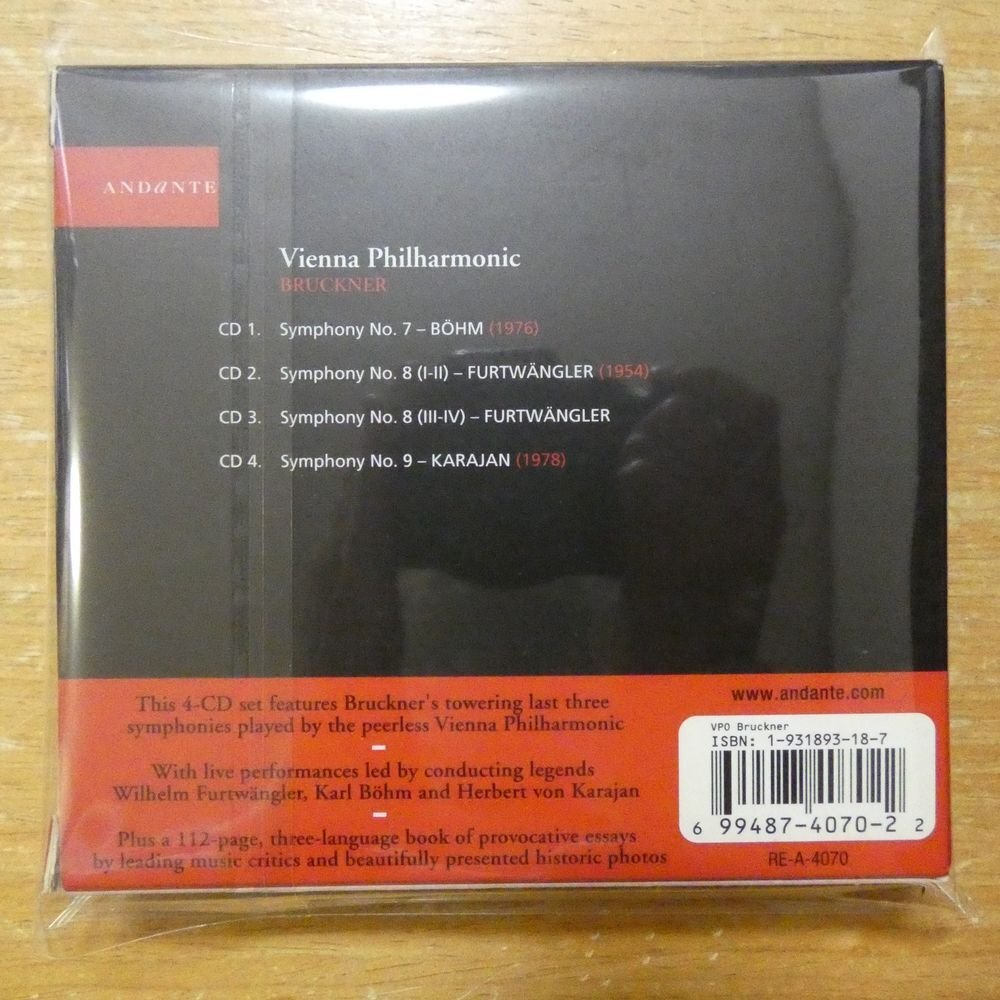 ANDaNTE
Vienna Philharmonic
BRUCKNER
CD 1. Symphony No. 7 – BÖHM (1976)
CD 2. Symphony No. 8 (I-II) – FURTWÄNGLER (1954)
CD 3. Symphony No. 8 (III-IV) – FURTWÄNGLER
CD 4. Symphony No. 9 – KARAJAN (1978)
This 4-CD set features Bruckner's towering last three
symphonies played by the peerless Vienna Philharmonic
–
With live performances led by conducting legends
Wilhelm Furtwängler, Karl Böhm and Herbert von Karajan
–
Plus a 112-page, three-language book of provocative essays
by leading music critics and beautifully presented historic photos
www.andante.com
VPO Bruckner
ISBN: 1-931893-18-7
6 99487-4070-2 2
RE-A-4070